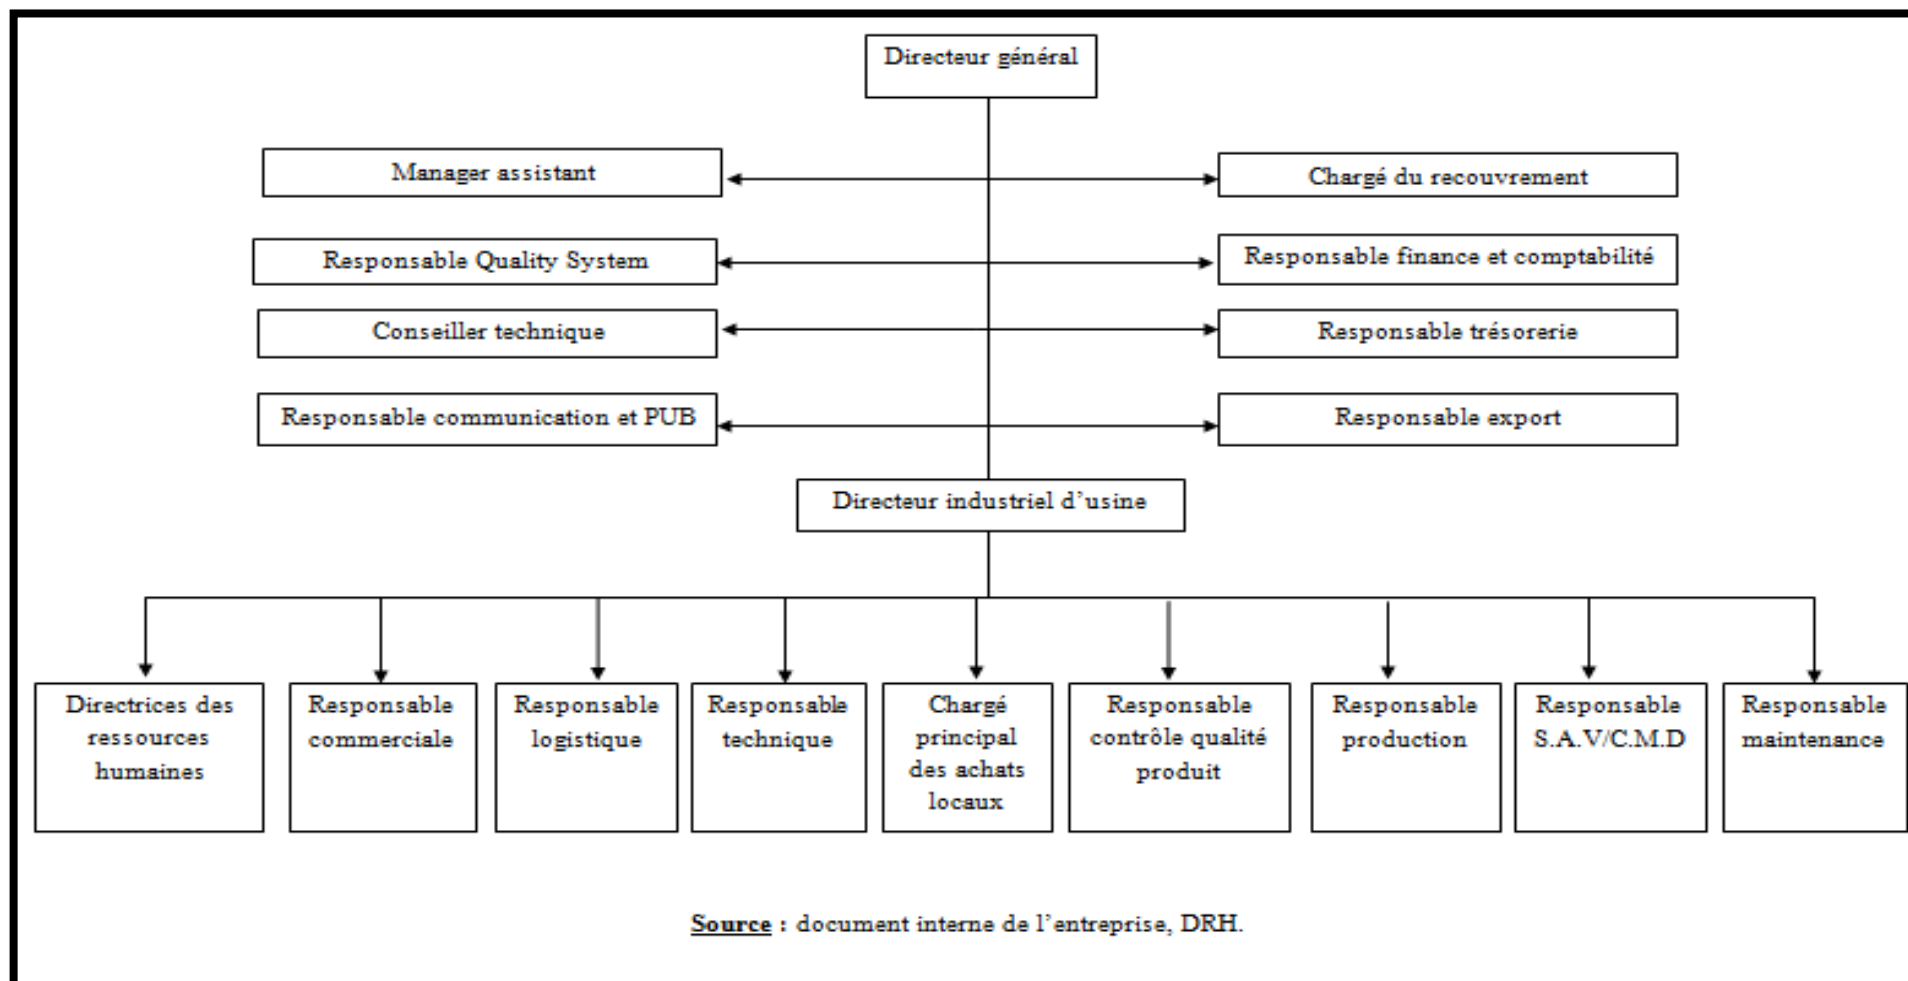 Directeur général
Manager assistant
Chargé du recouvrement
Responsable Quality System
Responsable finance et comptabilité
Conseiller technique
Responsable trésorerie
Responsable communication et PUB
Responsable export
Directeur industriel d’usine
Directrices des
ressources
humaines
Responsable
commerciale
Responsable
logistique
Responsable
technique
Chargé
principal
des achats
locaux
Responsable
contrôle qualité
produit
Responsable
production
Responsable
S.A.V/C.M.D
Responsable
maintenance
Source : document interne de l’entreprise, DRH.